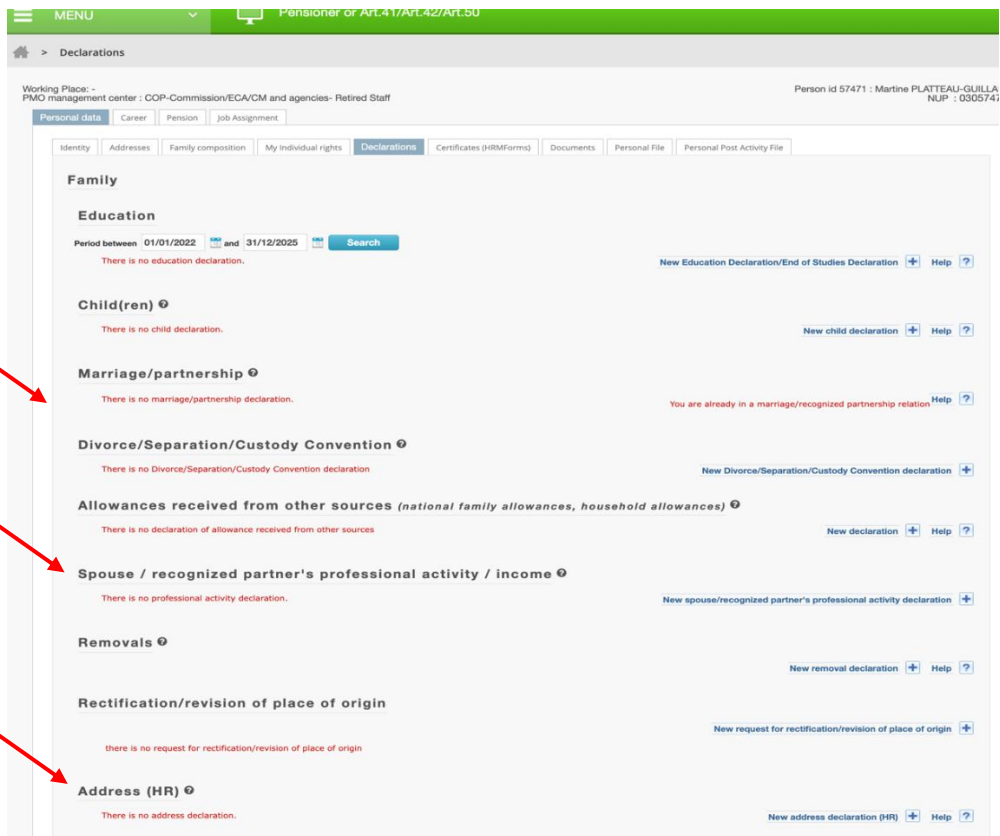 MENU
Pensioner or Art.41/Art.42/Art.50
> Declarations
Working Place: -
PMO management center : COP-Commission/ECA/CM and agencies- Retired Staff
Person id 57471 : Martine PLATTEAU-GUILLA
NUP : 0305747
Personal data Career Pension Job Assignment
Identity Addresses Family composition My Individual rights Declarations Certificates (HRMForms) Documents Personal File Personal Post Activity File
Family
Education
Period between 01/01/2022 and 31/12/2025 Search
There is no education declaration.
New Education Declaration/End of Studies Declaration + Help ?
Child(ren) ?
There is no child declaration.
New child declaration + Help ?
Marriage/partnership ?
There is no marriage/partnership declaration.
You are already in a marriage/recognized partnership relation Help ?
Divorce/Separation/Custody Convention ?
There is no Divorce/Separation/Custody Convention declaration
New Divorce/Separation/Custody Convention declaration +
Allowances received from other sources (national family allowances, household allowances) ?
There is no declaration of allowance received from other sources
New declaration + Help ?
Spouse / recognized partner's professional activity / income ?
There is no professional activity declaration.
New spouse/recognized partner's professional activity declaration +
Removals ?
New removal declaration + Help ?
Rectification/revision of place of origin
New request for rectification/revision of place of origin +
there is no request for rectification/revision of place of origin
Address (HR) ?
There is no address declaration.
New address declaration (HR) + Help ?